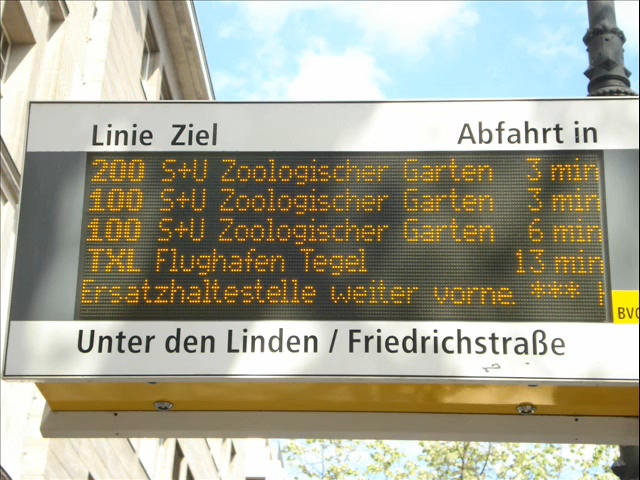 Linie Ziel Abfahrt in
200 S+U Zoologischer Garten 3 min
100 S+U Zoologischer Garten 3 min
100 S+U Zoologischer Garten 6 min
TXL Flughafen Tegel 13 min
Ersatzhaltestelle weiter vorne. ***
BVG
Unter den Linden / Friedrichstraße